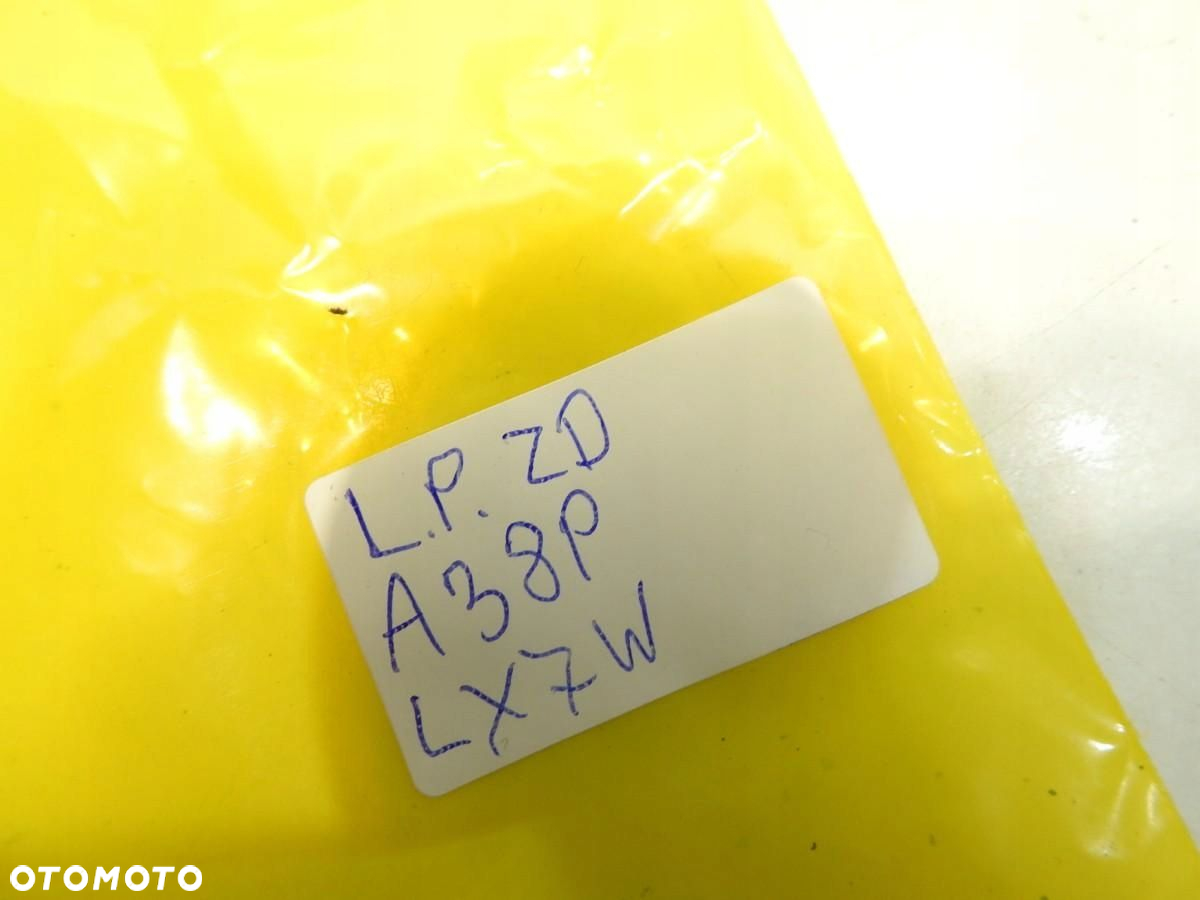 L.P. ZD
A38P
LX7W
OTOMOTO